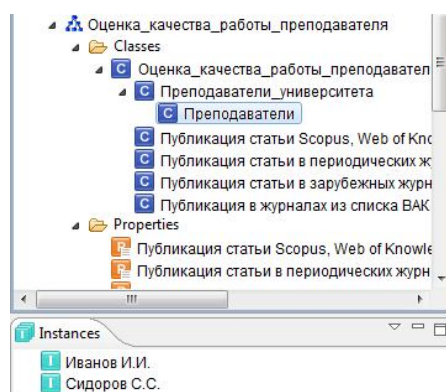 Оценка_качества_работы_преподавателя
Classes
Оценка_качества_работы_преподавател
Преподаватели_университета
Преподаватели
Публикация статьи Scopus, Web of Knc
Публикация статьи в периодических ж
Публикация статьи в зарубежных журн
Публикация в журналах из списка ВАК
Properties
Публикация статьи Scopus, Web of Knowle
Публикация статьи в периодических журн
Instances
Иванов И.И.
Сидоров С.С.